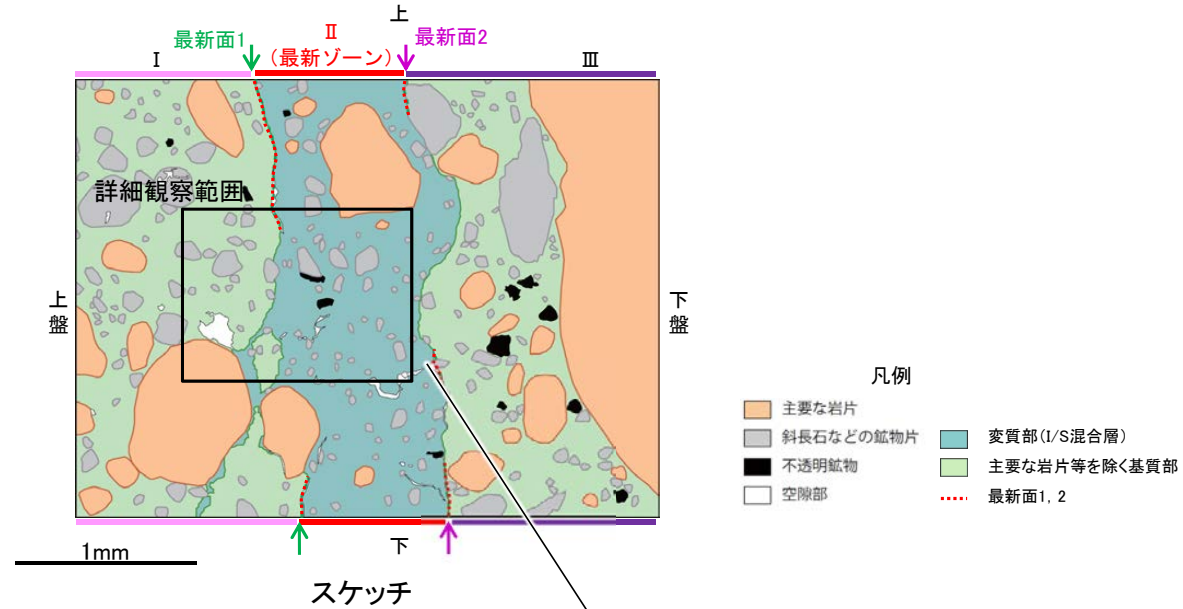 上
最新面1
Ⅱ
(最新ゾーン)
最新面2
Ⅰ
Ⅲ
詳細観察範囲
上盤
下盤
下
1mm
スケッチ
凡例
主要な岩片
斜長石などの鉱物片
不透明鉱物
空隙部
変質部(I/S混合層)
主要な岩片等を除く基質部
最新面1, 2